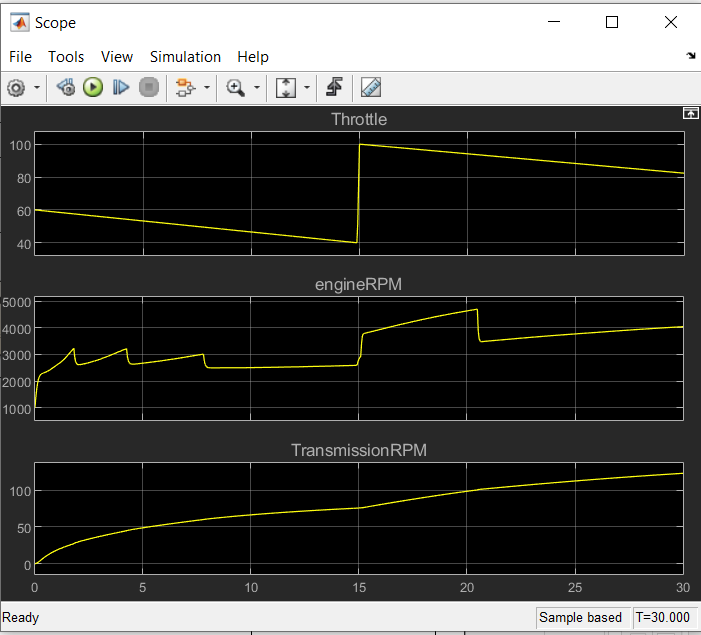 Scope
File Tools View Simulation Help
Throttle
100
80
60
40
engineRPM
5000
4000
3000
2000
1000
TransmissionRPM
100
50
0
0 5 10 15 20 25 30
Ready Sample based T=30.000